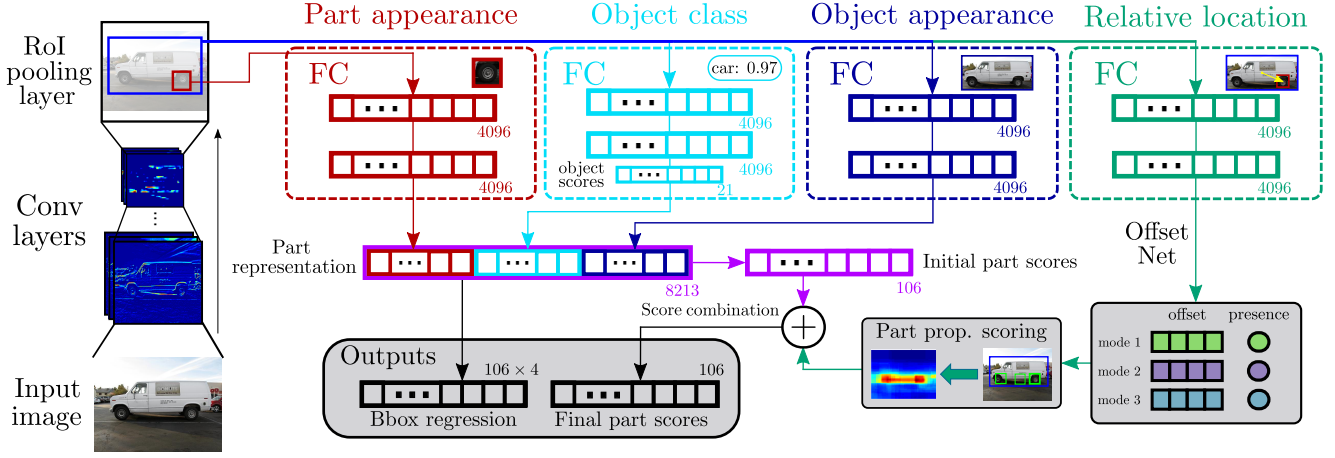 Part appearance
Object class
Object appearance
Relative location
RoI
pooling
layer
FC
4096
4096
FC
car: 0.97
4096
4096
object
scores
21
FC
4096
4096
FC
4096
4096
Conv
layers
Part
representation
8213
106
Initial part scores
Offset
Net
Score combination
Part prop. scoring
offset
presence
mode 1
mode 2
mode 3
Outputs
106 × 4
Bbox regression
106
Final part scores
Input
image